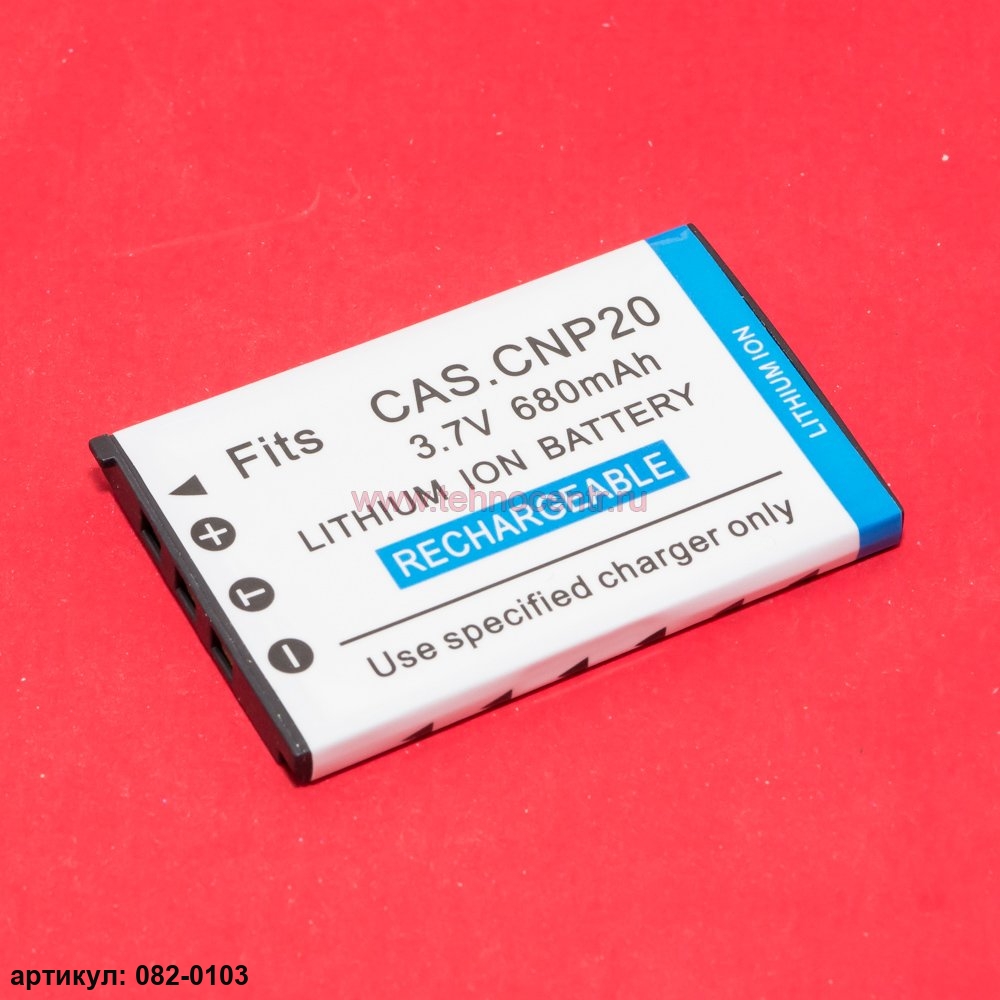 Fits CAS.CNP20
3.7V 680mAh
LITHIUM ION BATTERY
RECHARGEABLE
Use specified charger only
+
T
-
LITHIUM ION
www.tehnocentr.ru
артикул: 082-0103